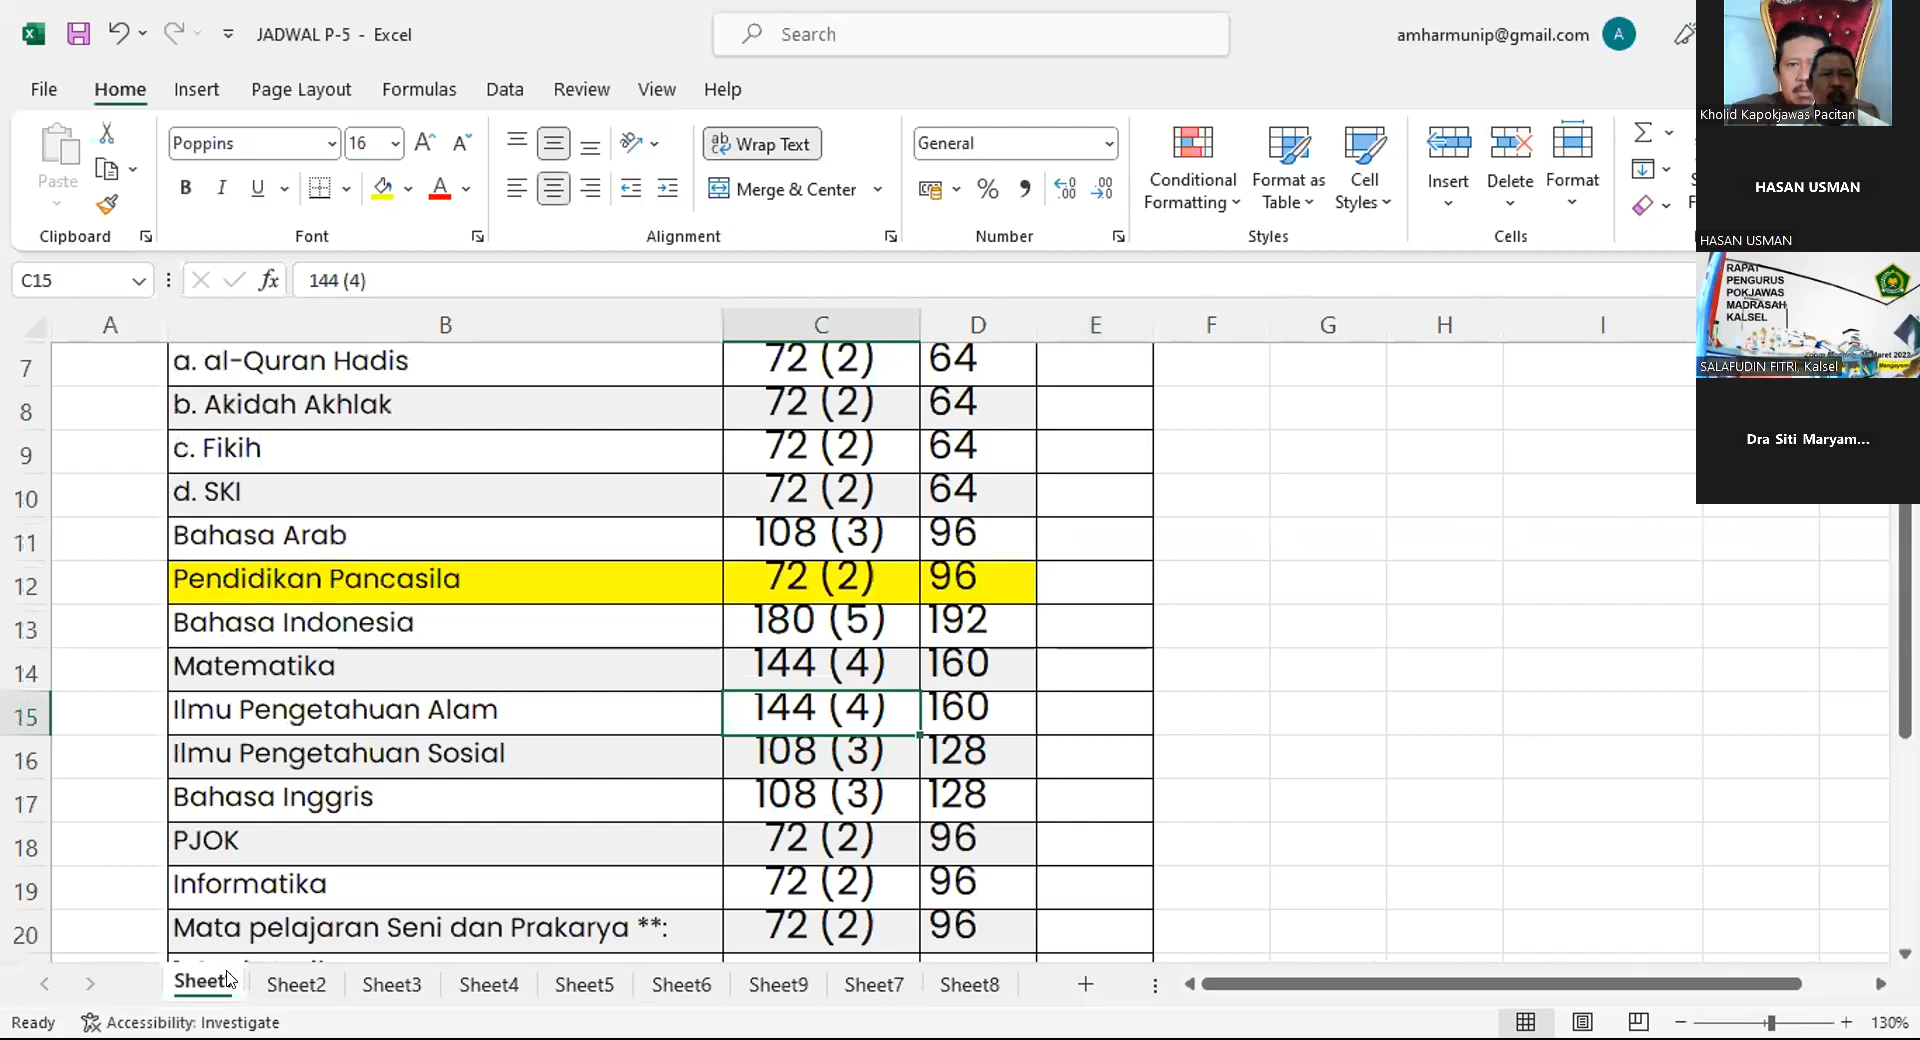 JADWAL P-5 - Excel
Search
amharmunip@gmail.com
A
File Home Insert Page Layout Formulas Data Review View Help
Paste
Poppins 16
Wrap Text
Merge & Center
General
Conditional Formatting
Format as Table
Cell Styles
Insert Delete Format
Clipboard Font Alignment Number Styles Cells
C15 fx 144 (4)
A B C D E F G H I
7 a. al-Quran Hadis 72 (2) 64
8 b. Akidah Akhlak 72 (2) 64
9 c. Fikih 72 (2) 64
10 d. SKI 72 (2) 64
11 Bahasa Arab 108 (3) 96
12 Pendidikan Pancasila 72 (2) 96
13 Bahasa Indonesia 180 (5) 192
14 Matematika 144 (4) 160
15 Ilmu Pengetahuan Alam 144 (4) 160
16 Ilmu Pengetahuan Sosial 108 (3) 128
17 Bahasa Inggris 108 (3) 128
18 PJOK 72 (2) 96
19 Informatika 72 (2) 96
20 Mata pelajaran Seni dan Prakarya **: 72 (2) 96
Sheet Sheet2 Sheet3 Sheet4 Sheet5 Sheet6 Sheet9 Sheet7 Sheet8
Ready Accessibility: Investigate
130%
Kholid Kapokjawas Pacitan
HASAN USMAN
HASAN USMAN
RAPAT
PENGURUS
POKJAWAS
MADRASAH
KALSEL
Maret 2022
SALAFUDIN FITRI, Kalsel
Dra Siti Maryam...